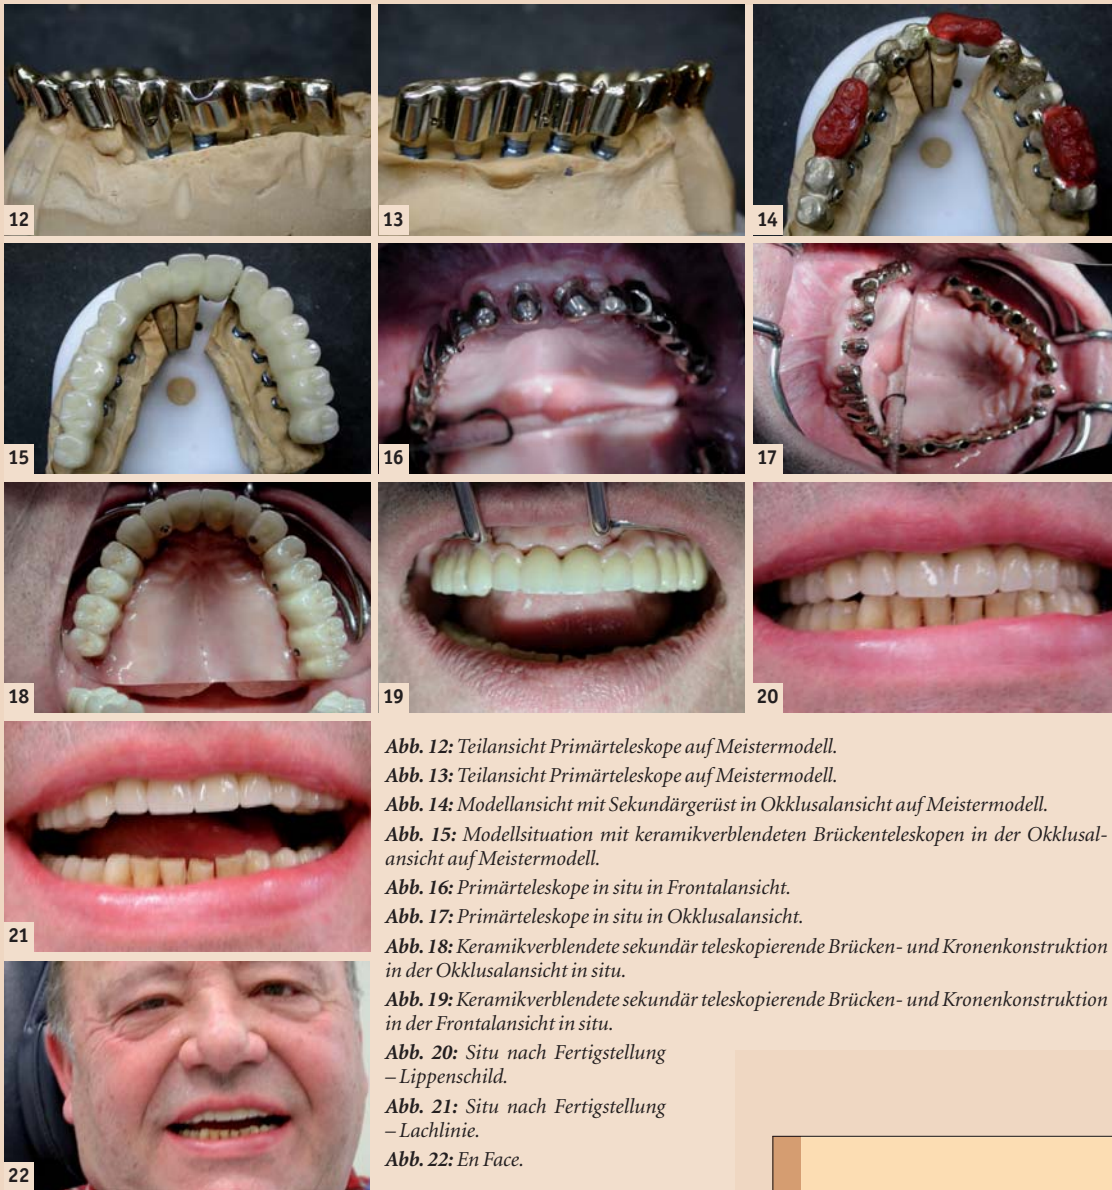 12
13
14
15
16
17
18
19
20
21
22
Abb. 12: Teilansicht Primärteleskope auf Meistermodell.
Abb. 13: Teilansicht Primärteleskope auf Meistermodell.
Abb. 14: Modellansicht mit Sekundärgerüst in Okklusalansicht auf Meistermodell.
Abb. 15: Modellsituation mit keramikverblendeten Brückenteleskopen in der Okklusal-
ansicht auf Meistermodell.
Abb. 16: Primärteleskope in situ in Frontalansicht.
Abb. 17: Primärteleskope in situ in Okklusalansicht.
Abb. 18: Keramikverblendete sekundär teleskopierende Brücken- und Kronenkonstruktion
in der Okklusalansicht in situ.
Abb. 19: Keramikverblendete sekundär teleskopierende Brücken- und Kronenkonstruktion
in der Frontalansicht in situ.
Abb. 20: Situ nach Fertigstellung
– Lippenschild.
Abb. 21: Situ nach Fertigstellung
– Lachlinie.
Abb. 22: En Face.